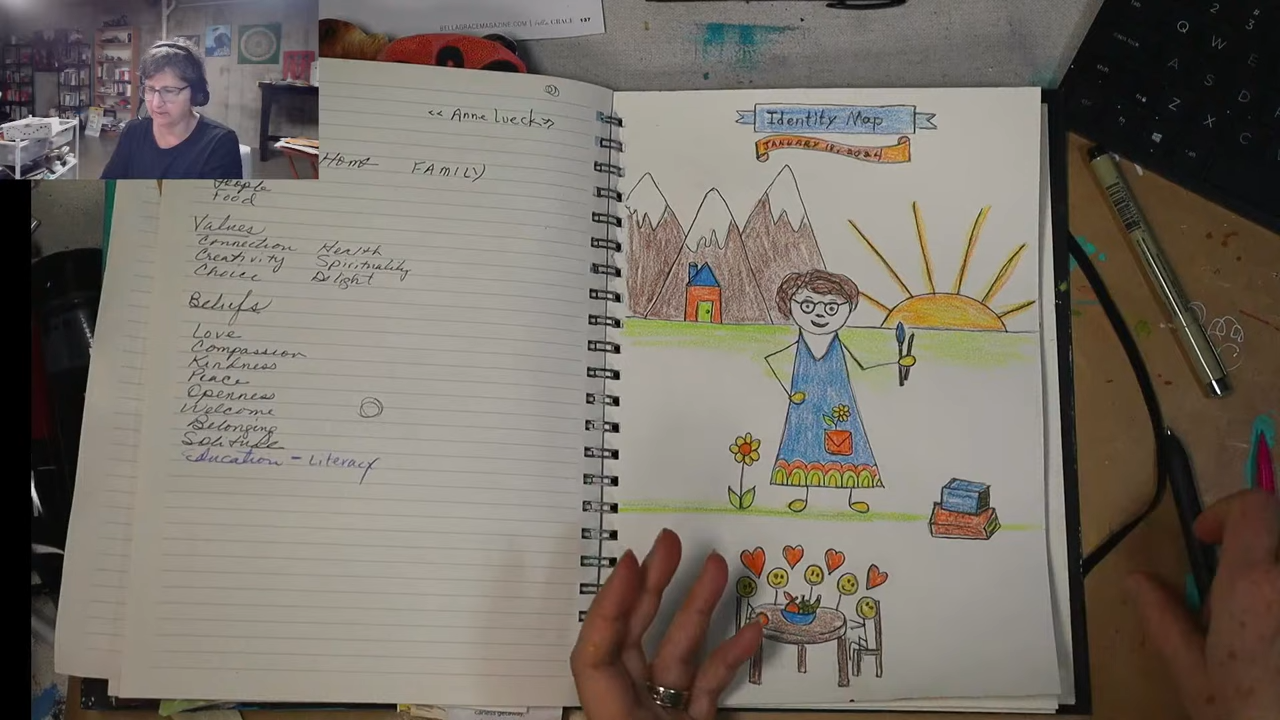 BELLAGRACEMAGAZINE.COM | bella GRACE 137
<< Anne Lueck >>
Home FAMILY
People
Food
Values
Connection Health
Creativity Spirituality
Choice Delight
Beliefs
Love
Compassion
Kindness
Peace
Openness
Welcome
Belonging
Solitude
Education - Literacy
Identity Map
JANUARY 18, 2024